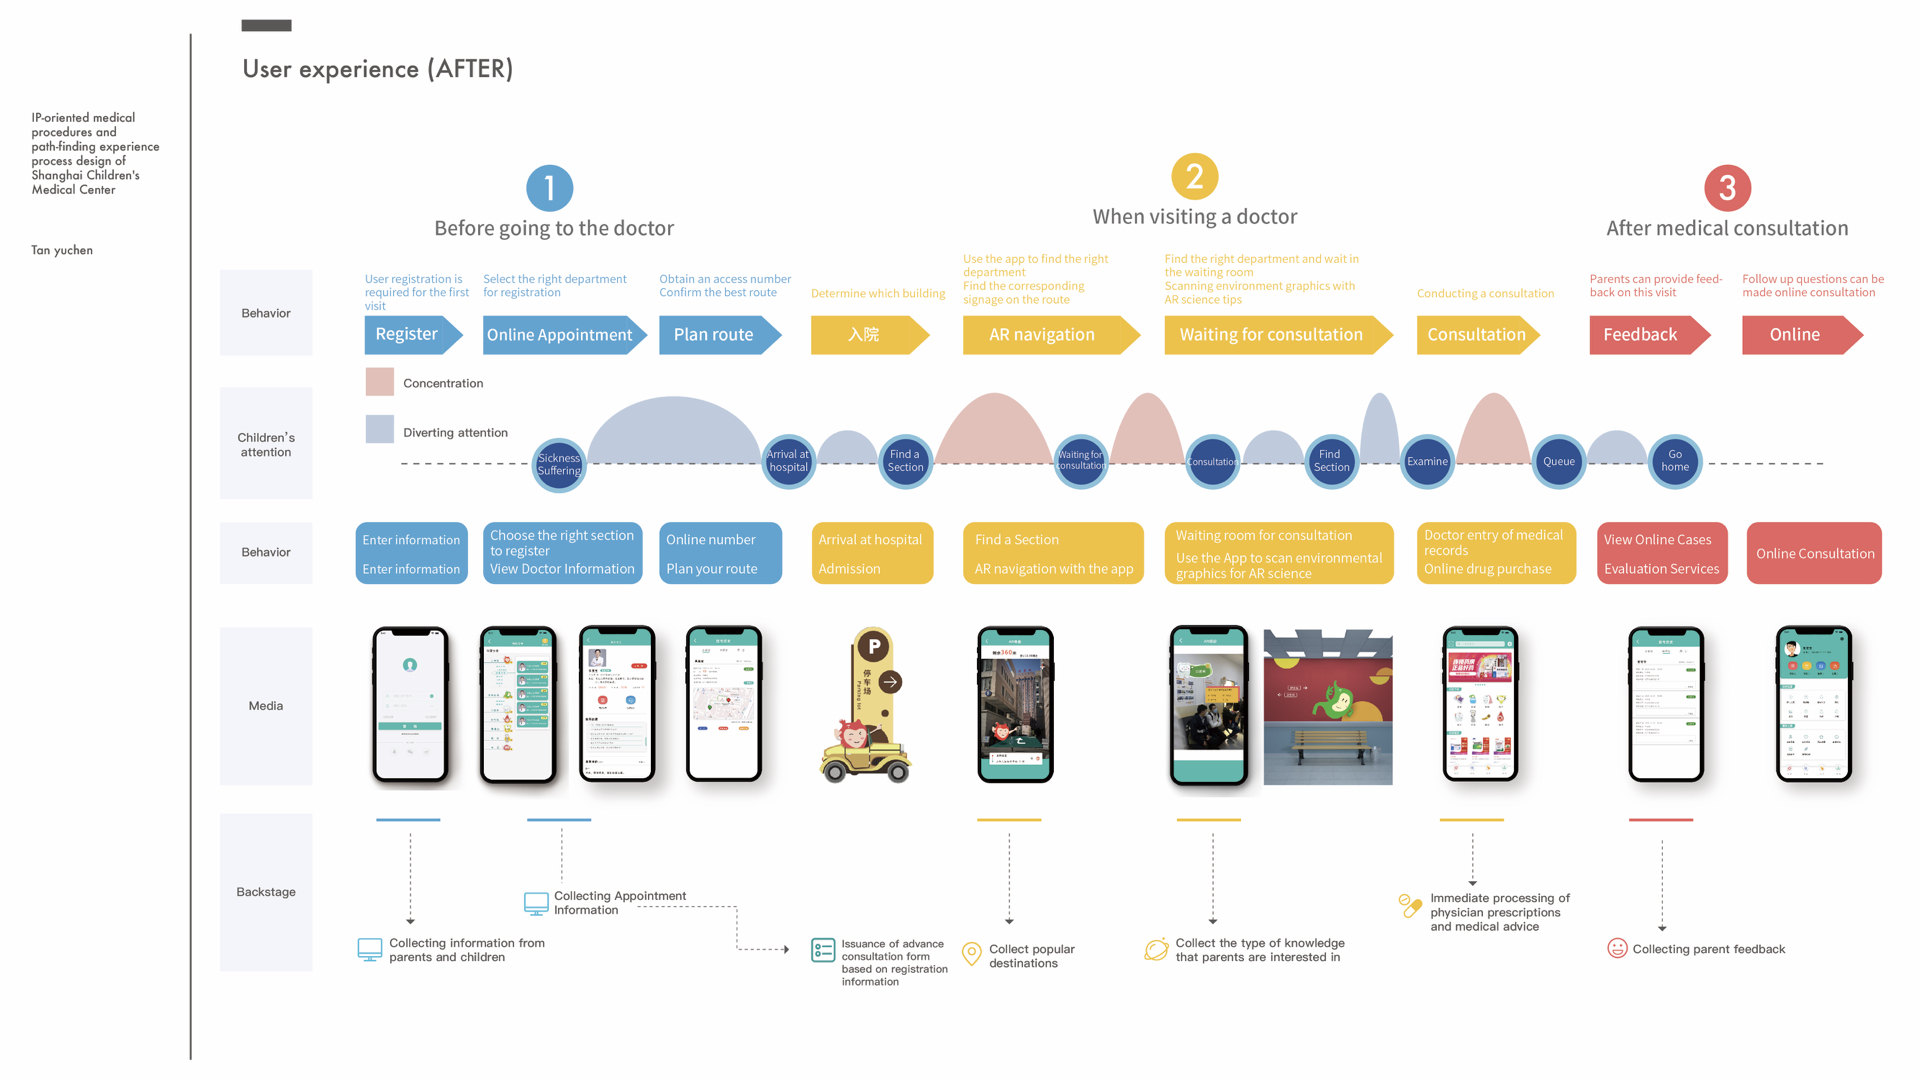 User experience (AFTER)
IP-oriented medical
procedures and
path-finding experience
process design of
Shanghai Children's
Medical Center
Tan yuchen
1
Before going to the doctor
2
When visiting a doctor
3
After medical consultation
Behavior
User registration is
required for the first
visit
Select the right department
for registration
Obtain an access number
Confirm the best route
Determine which building
Use the app to find the right
department
Find the corresponding
signage on the route
Find the right department and wait in
the waiting room
Scanning environment graphics with
AR science tips
Conducting a consultation
Parents can provide feed-
back on this visit
Follow up questions can be
made online consultation
Register
Online Appointment
Plan route
入院
AR navigation
Waiting for consultation
Consultation
Feedback
Online
Concentration
Diverting attention
Children's
attention
Sickness
Suffering
Arrival at
hospital
Find a
Section
Waiting for
consultation
Consultation
Find
Section
Examine
Queue
Go
home
Behavior
Enter information
Enter information
Choose the right section
to register
View Doctor Information
Online number
Plan your route
Arrival at hospital
Admission
Find a Section
AR navigation with the app
Waiting room for consultation
Use the App to scan environmental
graphics for AR science
Doctor entry of medical
records
Online drug purchase
View Online Cases
Evaluation Services
Online Consultation
Media
P
停车场
Parking lot
Backstage
Collecting information from
parents and children
Collecting Appointment
Information
Issuance of advance
consultation form
based on registration
information
Collect popular
destinations
Collect the type of knowledge
that parents are interested in
Immediate processing of
physician prescriptions
and medical advice
Collecting parent feedback